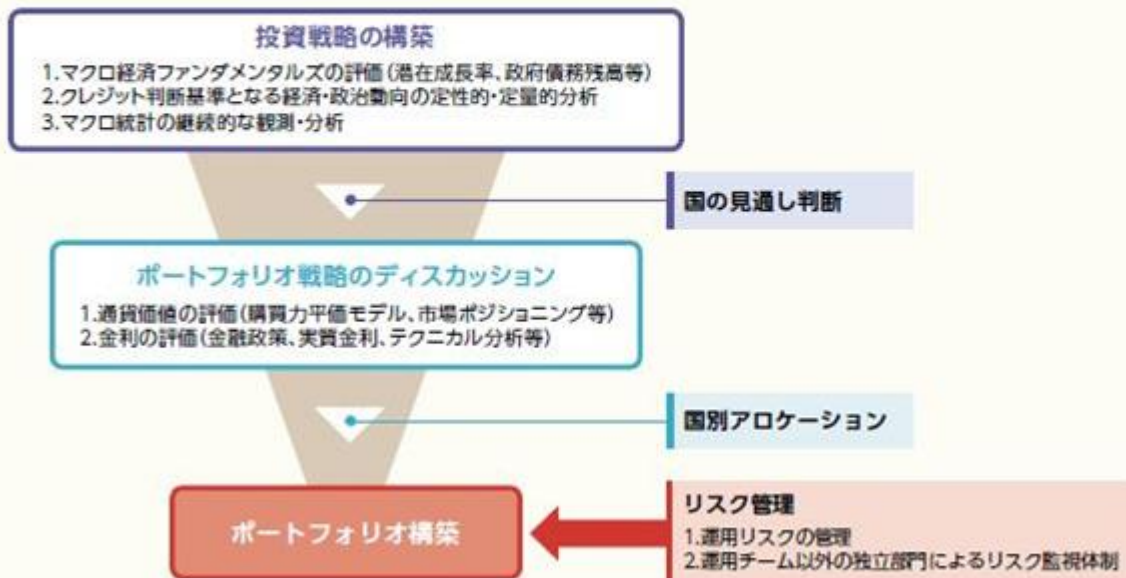 投資戦略の構築
1.マクロ経済ファンダメンタルズの評価(潜在成長率、政府債務残高等)
2.クレジット判断基準となる経済・政治動向の定性的・定量的分析
3.マクロ統計の継続的な観測・分析
国の見通し判断
ポートフォリオ戦略のディスカッション
1.通貨価値の評価(購買力平価モデル、市場ポジショニング等)
2.金利の評価(金融政策、実質金利、テクニカル分析等)
国別アロケーション
ポートフォリオ構築
リスク管理
1.運用リスクの管理
2.運用チーム以外の独立部門によるリスク監視体制